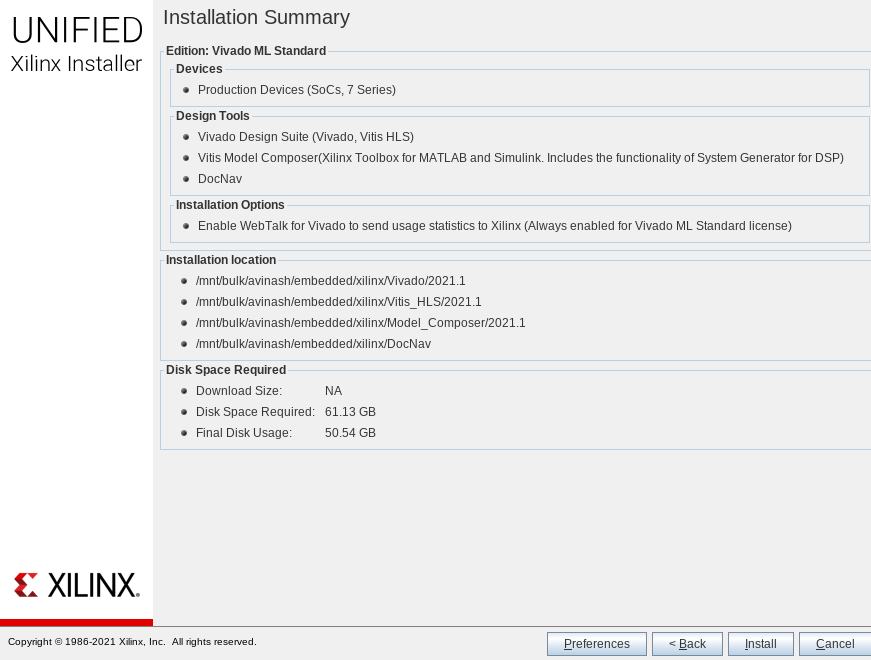 UNIFIED
Xilinx Installer
Installation Summary
Edition: Vivado ML Standard
Devices
Production Devices (SoCs, 7 Series)
Design Tools
Vivado Design Suite (Vivado, Vitis HLS)
Vitis Model Composer(Xilinx Toolbox for MATLAB and Simulink. Includes the functionality of System Generator for DSP)
DocNav
Installation Options
Enable WebTalk for Vivado to send usage statistics to Xilinx (Always enabled for Vivado ML Standard license)
Installation location
/mnt/bulk/avinash/embedded/xilinx/Vivado/2021.1
/mnt/bulk/avinash/embedded/xilinx/Vitis_HLS/2021.1
/mnt/bulk/avinash/embedded/xilinx/Model_Composer/2021.1
/mnt/bulk/avinash/embedded/xilinx/DocNav
Disk Space Required
Download Size: NA
Disk Space Required: 61.13 GB
Final Disk Usage: 50.54 GB
XILINX.
Copyright © 1986-2021 Xilinx, Inc. All rights reserved.
Preferences < Back Install Cancel